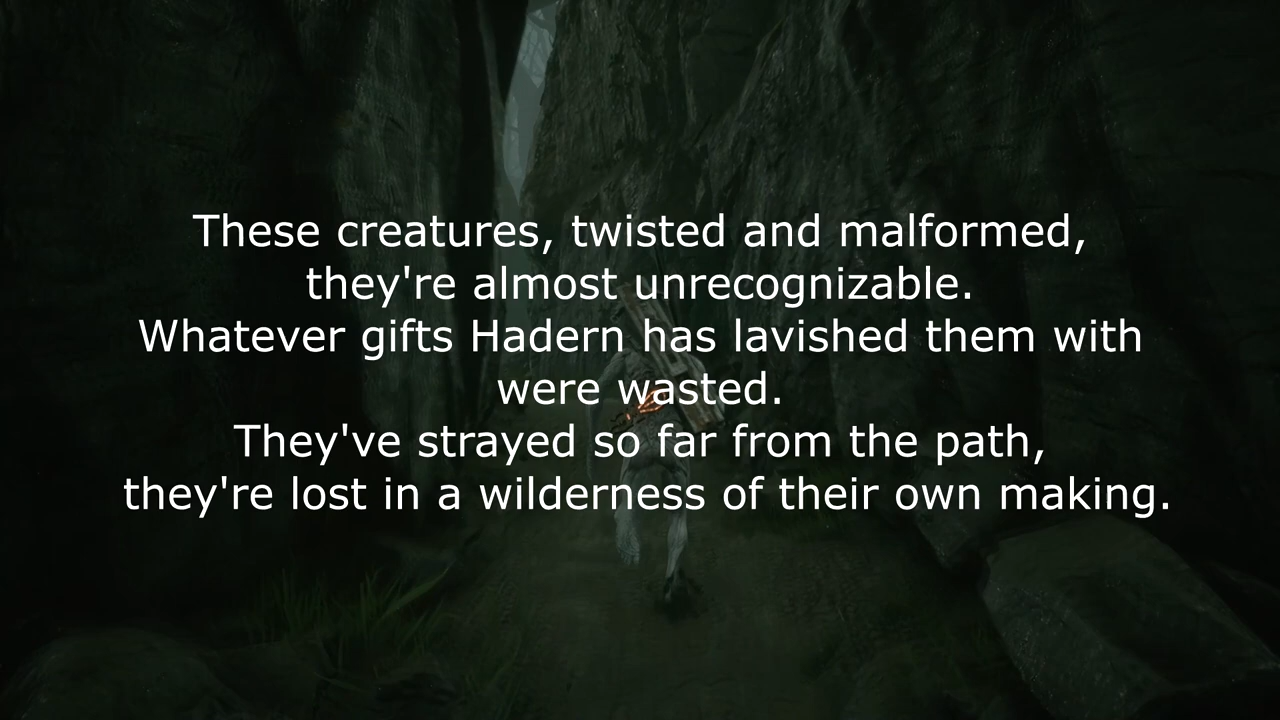 These creatures, twisted and malformed,
they're almost unrecognizable.
Whatever gifts Hadern has lavished them with
were wasted.
They've strayed so far from the path,
they're lost in a wilderness of their own making.